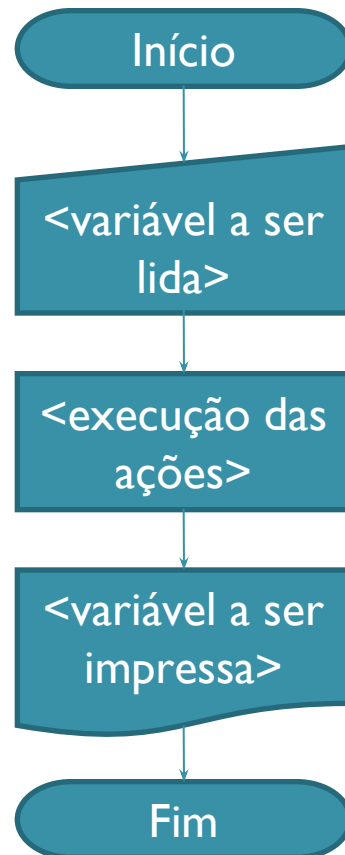 Início
<variável a ser
lida>
<execução das
ações>
<variável a ser
impressa>
Fim